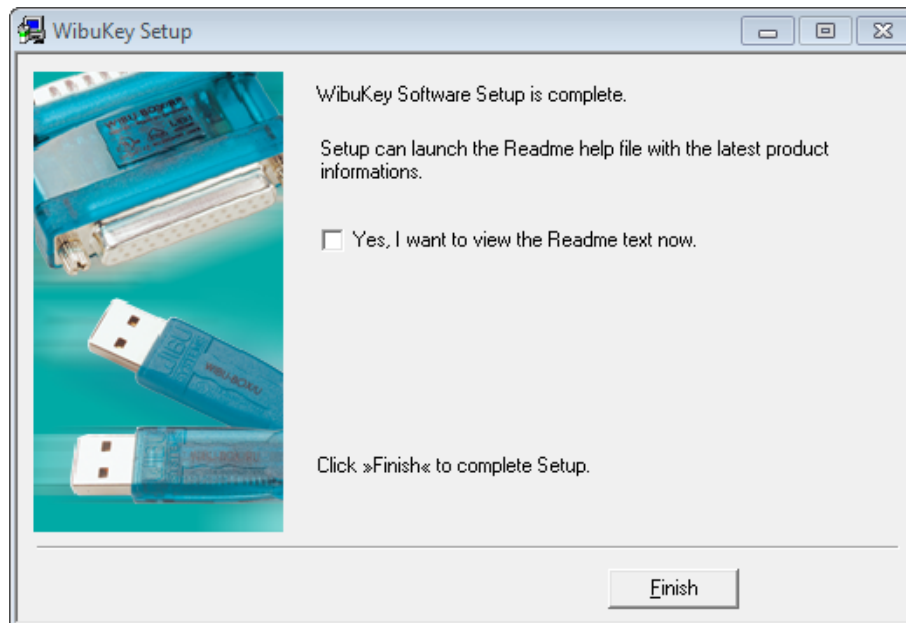 WibuKey Setup
WibuKey Software Setup is complete.
Setup can launch the Readme help file with the latest product
informations.
Yes, I want to view the Readme text now.
Click »Finish« to complete Setup.
Finish